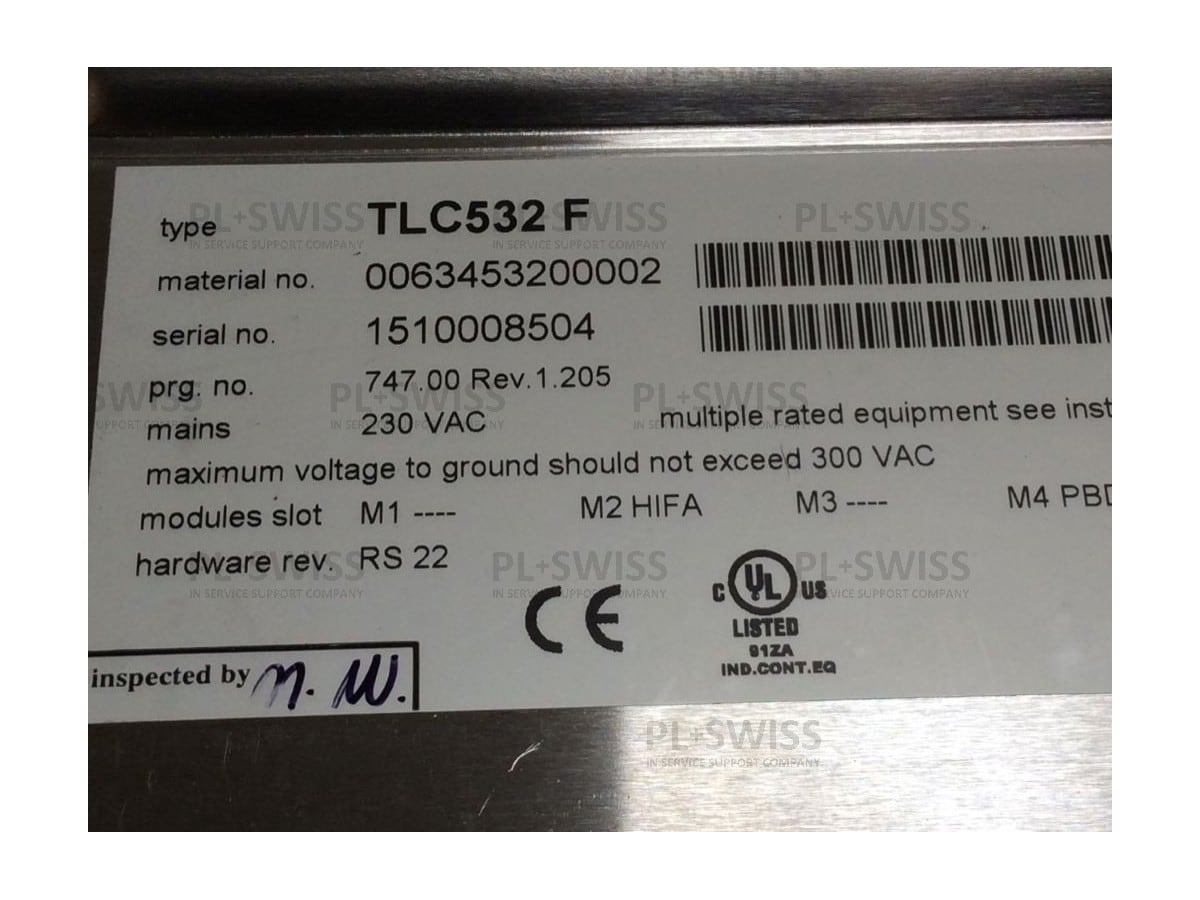 type TLC532 F
material no. 0063453200002
serial no. 1510008504
prg. no. 747.00 Rev.1.205
mains 230 VAC multiple rated equipment see inst
maximum voltage to ground should not exceed 300 VAC
modules slot M1 ---- M2 HIFA M3 ---- M4 PBD
hardware rev. RS 22
CE
C UL US
LISTED
91ZA
IND.CONT.EQ
inspected by n. W.
PL+SWISS
IN SERVICE SUPPORT COMPANY